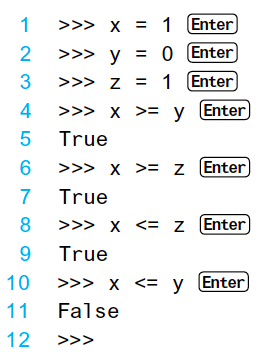 1 >>> x = 1 Enter
2 >>> y = 0 Enter
3 >>> z = 1 Enter
4 >>> x >= y Enter
5 True
6 >>> x >= z Enter
7 True
8 >>> x <= z Enter
9 True
10 >>> x <= y Enter
11 False
12 >>>